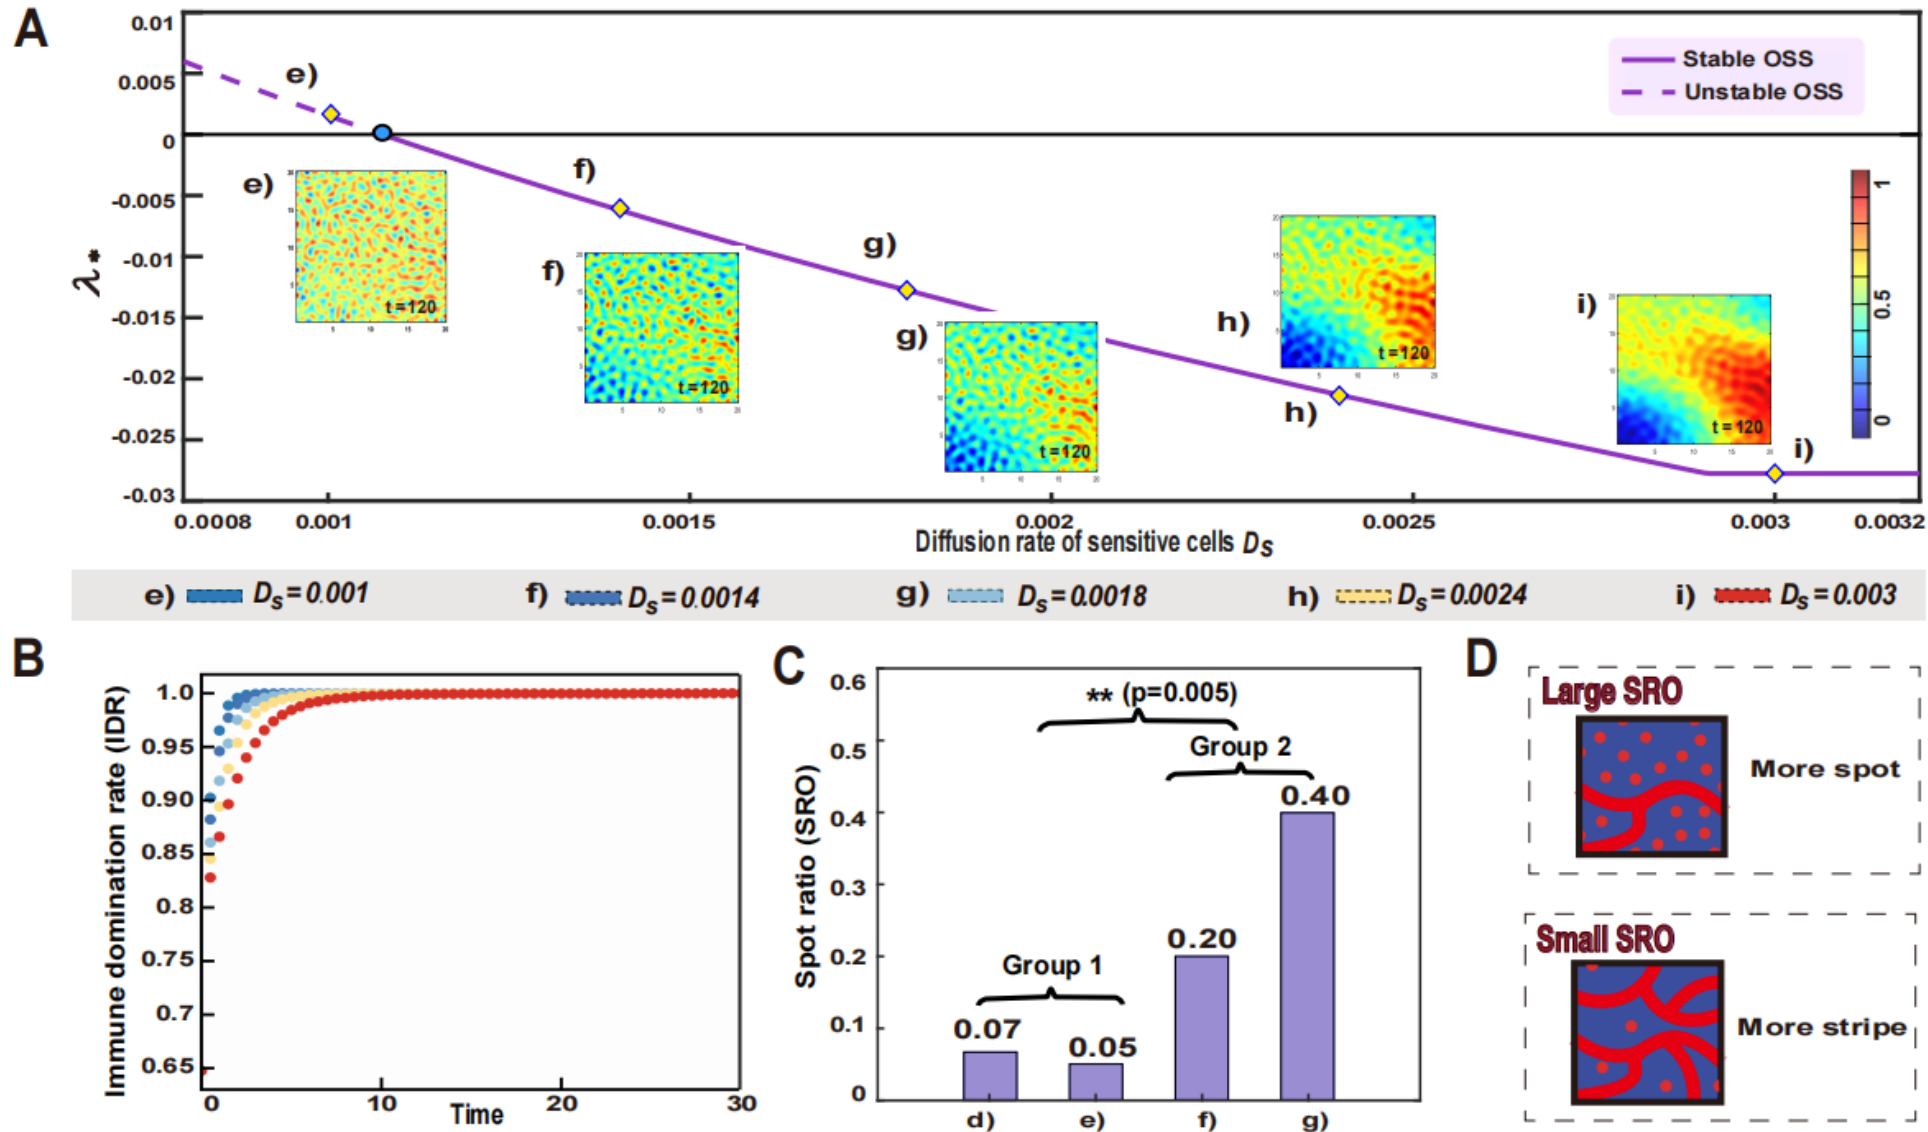 A
0.01
0.005
0
-0.005
-0.01
-0.015
-0.02
-0.025
-0.03
λ*
e)
f)
g)
h)
i)
Stable OSS
Unstable OSS
e)
t=120
f)
t=120
g)
t=120
h)
t=120
i)
t=120
1
0.5
0
0.0008 0.001 0.0015 0.002 0.0025 0.003 0.0032
Diffusion rate of sensitive cells Ds
e) Ds=0.001 f) Ds=0.0014 g) Ds=0.0018 h) Ds=0.0024 i) Ds=0.003
B
Immune domination rate (IDR)
1.0
0.95
0.90
0.85
0.8
0.75
0.7
0.65
0 10 20 30
Time
C
Spot ratio (SRO)
0.6
0.5
0.4
0.3
0.2
0.1
0
** (p=0.005)
Group 2
0.40
0.20
Group 1
0.07
0.05
d) e) f) g)
D
Large SRO
More spot
Small SRO
More stripe